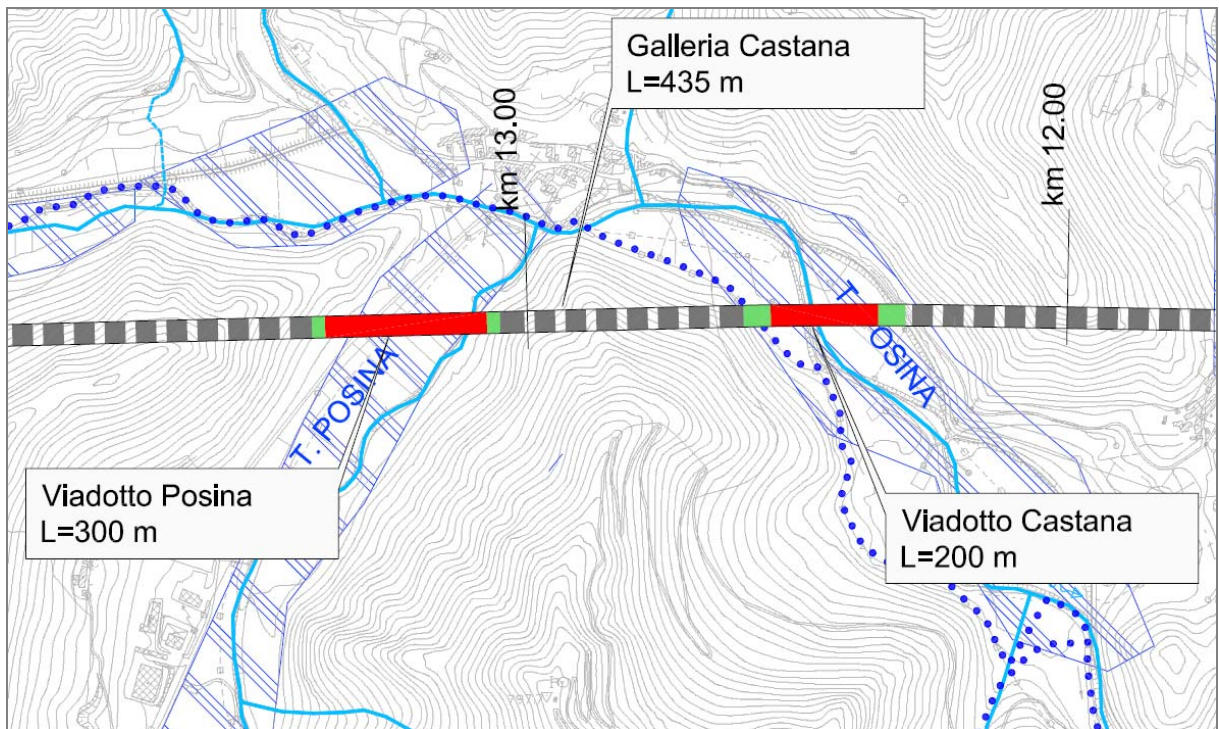 Galleria Castana
L=435 m
km 13.00
km 12.00
T. POSINA
T. POSINA
Viadotto Posina
L=300 m
Viadotto Castana
L=200 m